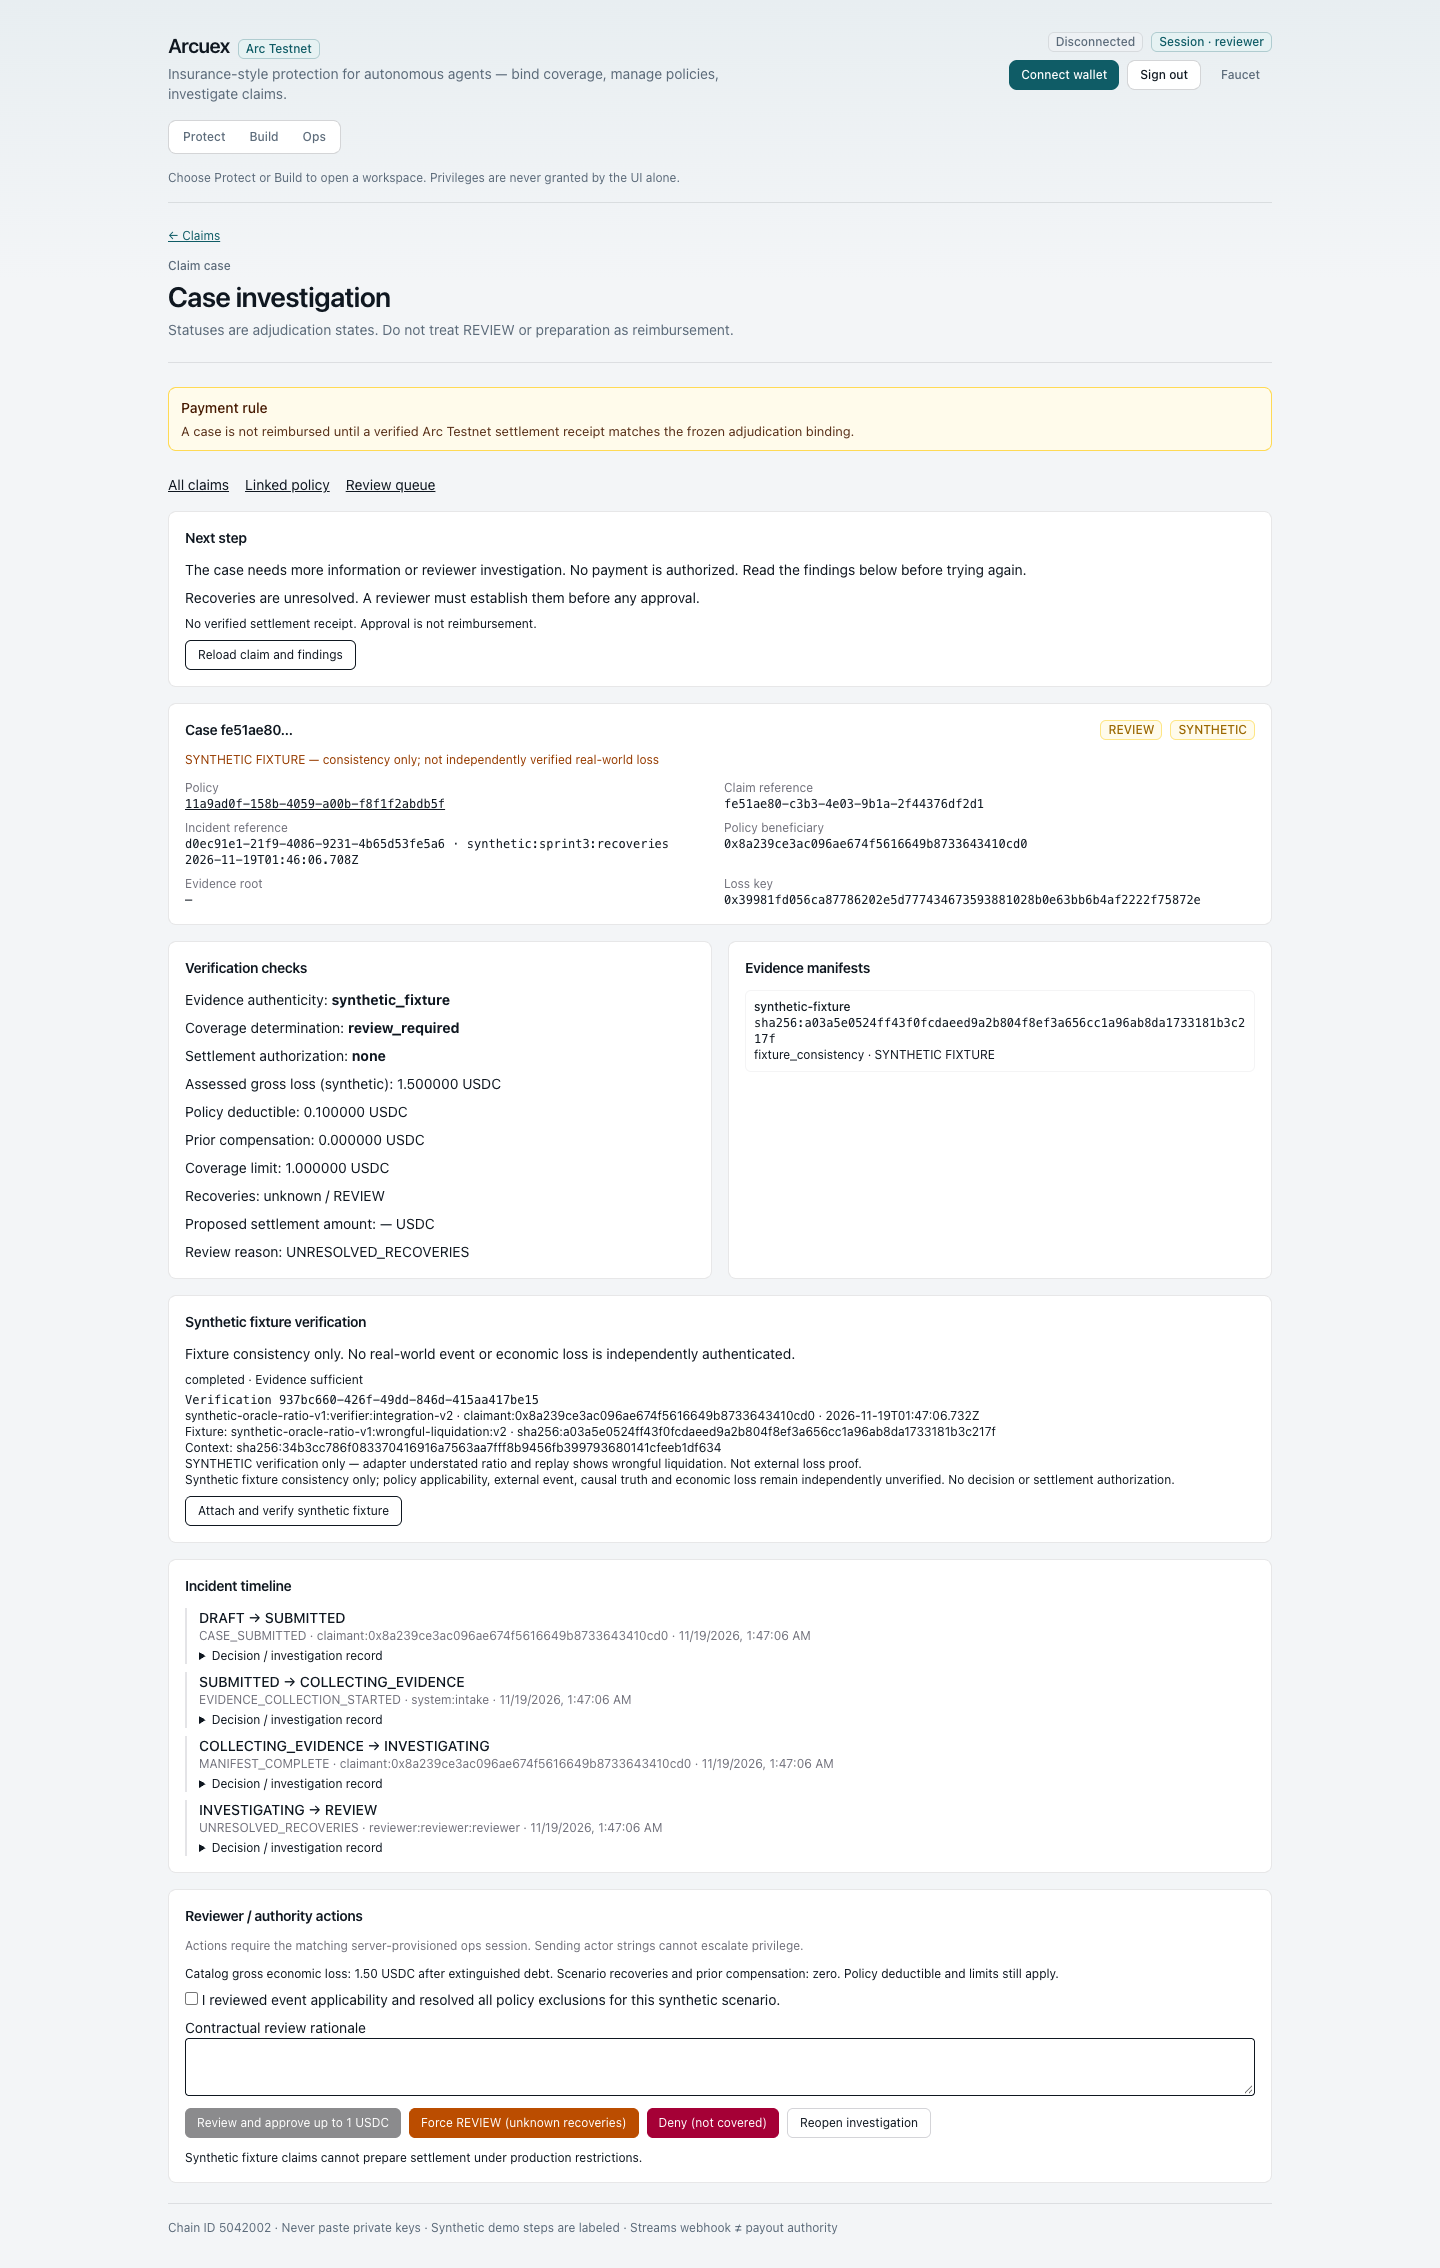 Arcuex Arc Testnet
Disconnected Session · reviewer
Insurance-style protection for autonomous agents — bind coverage, manage policies,
investigate claims.
Connect wallet Sign out Faucet
Protect Build Ops
Choose Protect or Build to open a workspace. Privileges are never granted by the UI alone.
← Claims
Claim case
Case investigation
Statuses are adjudication states. Do not treat REVIEW or preparation as reimbursement.
Payment rule
A case is not reimbursed until a verified Arc Testnet settlement receipt matches the frozen adjudication binding.
All claims Linked policy Review queue
Next step
The case needs more information or reviewer investigation. No payment is authorized. Read the findings below before trying again.
Recoveries are unresolved. A reviewer must establish them before any approval.
No verified settlement receipt. Approval is not reimbursement.
Reload claim and findings
Case fe51ae80...
REVIEW SYNTHETIC
SYNTHETIC FIXTURE — consistency only; not independently verified real-world loss
Policy
11a9ad0f-158b-4059-a00b-f8f1f2abdb5f
Claim reference
fe51ae80-c3b3-4e03-9b1a-2f44376df2d1
Incident reference
d0ec91e1-21f9-4086-9231-4b65d53fe5a6 · synthetic:sprint3:recoveries
2026-11-19T01:46:06.708Z
Policy beneficiary
0x8a239ce3ac096ae674f5616649b8733643410cd0
Evidence root
—
Loss key
0x39981fd056ca87786202e5d777434673593881028b0e63bb6b4af2222f75872e
Verification checks
Evidence authenticity: synthetic_fixture
Coverage determination: review_required
Settlement authorization: none
Assessed gross loss (synthetic): 1.500000 USDC
Policy deductible: 0.100000 USDC
Prior compensation: 0.000000 USDC
Coverage limit: 1.000000 USDC
Recoveries: unknown / REVIEW
Proposed settlement amount: — USDC
Review reason: UNRESOLVED_RECOVERIES
Evidence manifests
synthetic-fixture
sha256:a03a5e0524ff43f0fcdaeed9a2b804f8ef3a656cc1a96ab8da1733181b3c2
17f
fixture_consistency · SYNTHETIC FIXTURE
Synthetic fixture verification
Fixture consistency only. No real-world event or economic loss is independently authenticated.
completed · Evidence sufficient
Verification 937bc660-426f-49dd-846d-415aa417be15
synthetic-oracle-ratio-v1:verifier:integration-v2 · claimant:0x8a239ce3ac096ae674f5616649b8733643410cd0 · 2026-11-19T01:47:06.732Z
Fixture: synthetic-oracle-ratio-v1:wrongful-liquidation:v2 · sha256:a03a5e0524ff43f0fcdaeed9a2b804f8ef3a656cc1a96ab8da1733181b3c217f
Context: sha256:34b3cc786f083370416916a7563aa7fff8b9456fb399793680141cfeeb1df634
SYNTHETIC verification only — adapter understated ratio and replay shows wrongful liquidation. Not external loss proof.
Synthetic fixture consistency only; policy applicability, external event, causal truth and economic loss remain independently unverified. No decision or settlement authorization.
Attach and verify synthetic fixture
Incident timeline
DRAFT → SUBMITTED
CASE_SUBMITTED · claimant:0x8a239ce3ac096ae674f5616649b8733643410cd0 · 11/19/2026, 1:47:06 AM
▶ Decision / investigation record
SUBMITTED → COLLECTING_EVIDENCE
EVIDENCE_COLLECTION_STARTED · system:intake · 11/19/2026, 1:47:06 AM
▶ Decision / investigation record
COLLECTING_EVIDENCE → INVESTIGATING
MANIFEST_COMPLETE · claimant:0x8a239ce3ac096ae674f5616649b8733643410cd0 · 11/19/2026, 1:47:06 AM
▶ Decision / investigation record
INVESTIGATING → REVIEW
UNRESOLVED_RECOVERIES · reviewer:reviewer:reviewer · 11/19/2026, 1:47:06 AM
▶ Decision / investigation record
Reviewer / authority actions
Actions require the matching server-provisioned ops session. Sending actor strings cannot escalate privilege.
Catalog gross economic loss: 1.50 USDC after extinguished debt. Scenario recoveries and prior compensation: zero. Policy deductible and limits still apply.
I reviewed event applicability and resolved all policy exclusions for this synthetic scenario.
Contractual review rationale
Review and approve up to 1 USDC Force REVIEW (unknown recoveries) Deny (not covered) Reopen investigation
Synthetic fixture claims cannot prepare settlement under production restrictions.
Chain ID 5042002 · Never paste private keys · Synthetic demo steps are labeled · Streams webhook ≠ payout authority